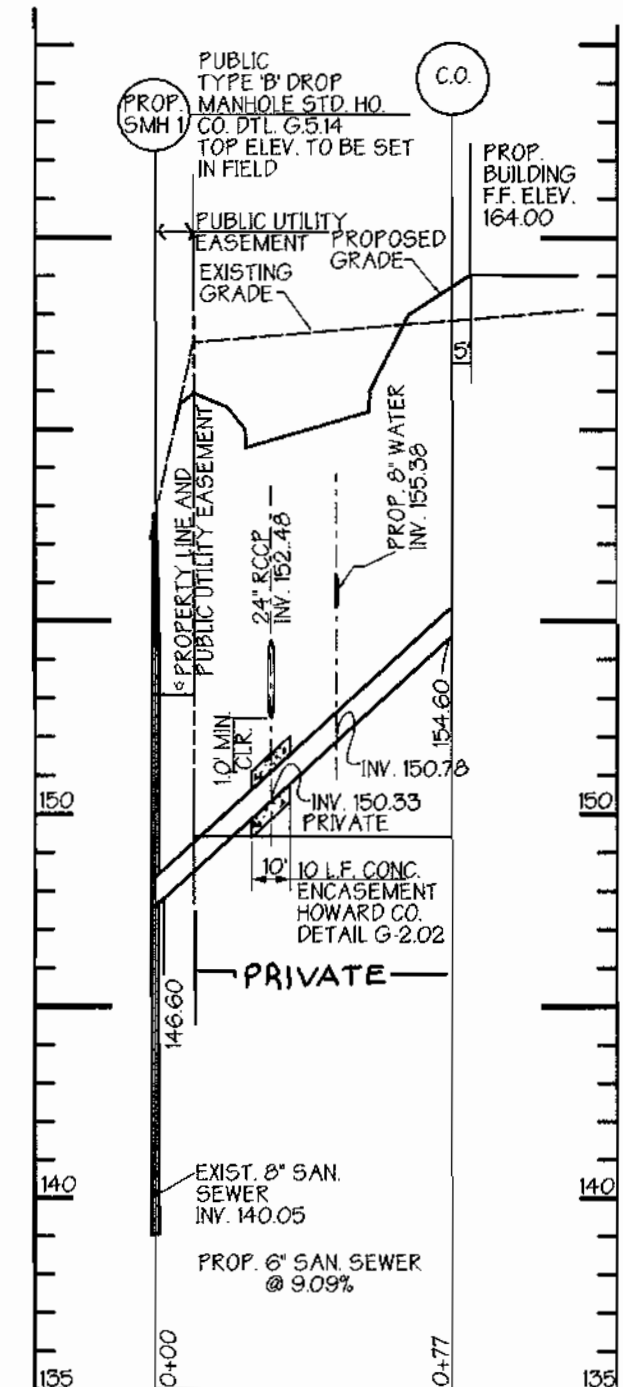 PROP.
SMH 1
PUBLIC
TYPE 'B' DROP
MANHOLE STD. HO.
CO. DTL. G.5.14
TOP ELEV. TO BE SET
IN FIELD
C.O.
PROP.
BUILDING
F.F. ELEV.
164.00
PUBLIC UTILITY
EASEMENT
PROPOSED
GRADE
EXISTING
GRADE
5'
PROPERTY LINE AND
PUBLIC UTILITY EASEMENT
24" RCCP
INV. 152.48
PROP. 8" WATER
INV. 155.38
1.0' MIN.
CLR.
154.60
INV. 150.78
150
INV. 150.33
PRIVATE
150
10'
10 L.F. CONC.
ENCASEMENT
HOWARD CO.
DETAIL G-2.02
PRIVATE
146.60
EXIST. 8" SAN.
SEWER
INV. 140.05
140
140
PROP. 6" SAN. SEWER
@ 9.09%
0+00
0+77
135
135